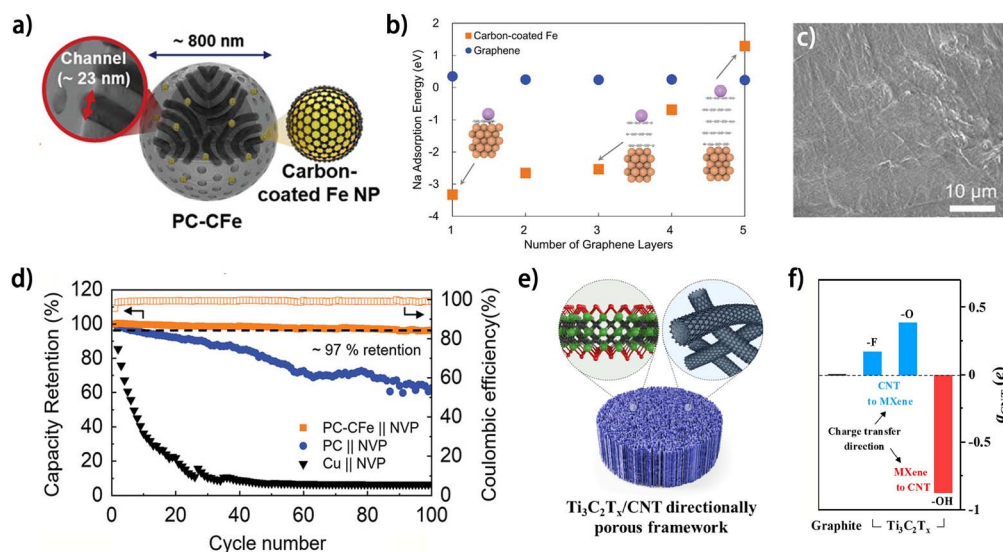 a)
~ 800 nm
Channel
(~ 23 nm)
Carbon-
coated Fe NP
PC-CFe
b)
Na Adsorption Energy (eV)
2
1
0
-1
-2
-3
-4
Carbon-coated Fe
Graphene
1
2
3
4
5
Number of Graphene Layers
c)
10 μm
d)
Capacity Retention (%)
120
100
80
60
40
20
0
~ 97 % retention
PC-CFe || NVP
PC || NVP
Cu || NVP
0
20
40
60
80
100
Cycle number
100
80
60
40
20
0
Coulombic efficiency(%)
e)
Ti₃C₂Tₓ/CNT directionally
porous framework
f)
-F
-O
CNT
to MXene
Charge transfer
direction
MXene
to CNT
-OH
0.5
0
-0.5
-1
Graphite
Ti₃C₂Tₓ